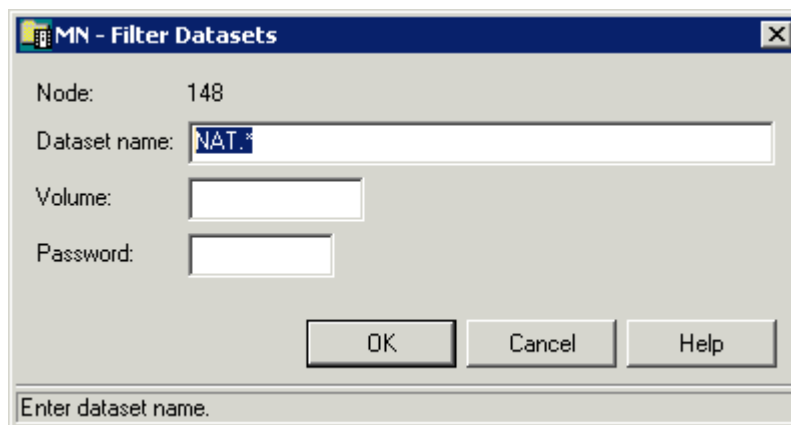 MN - Filter Datasets
Node: 148
Dataset name: NAT.*
Volume:
Password:
OK Cancel Help
Enter dataset name.